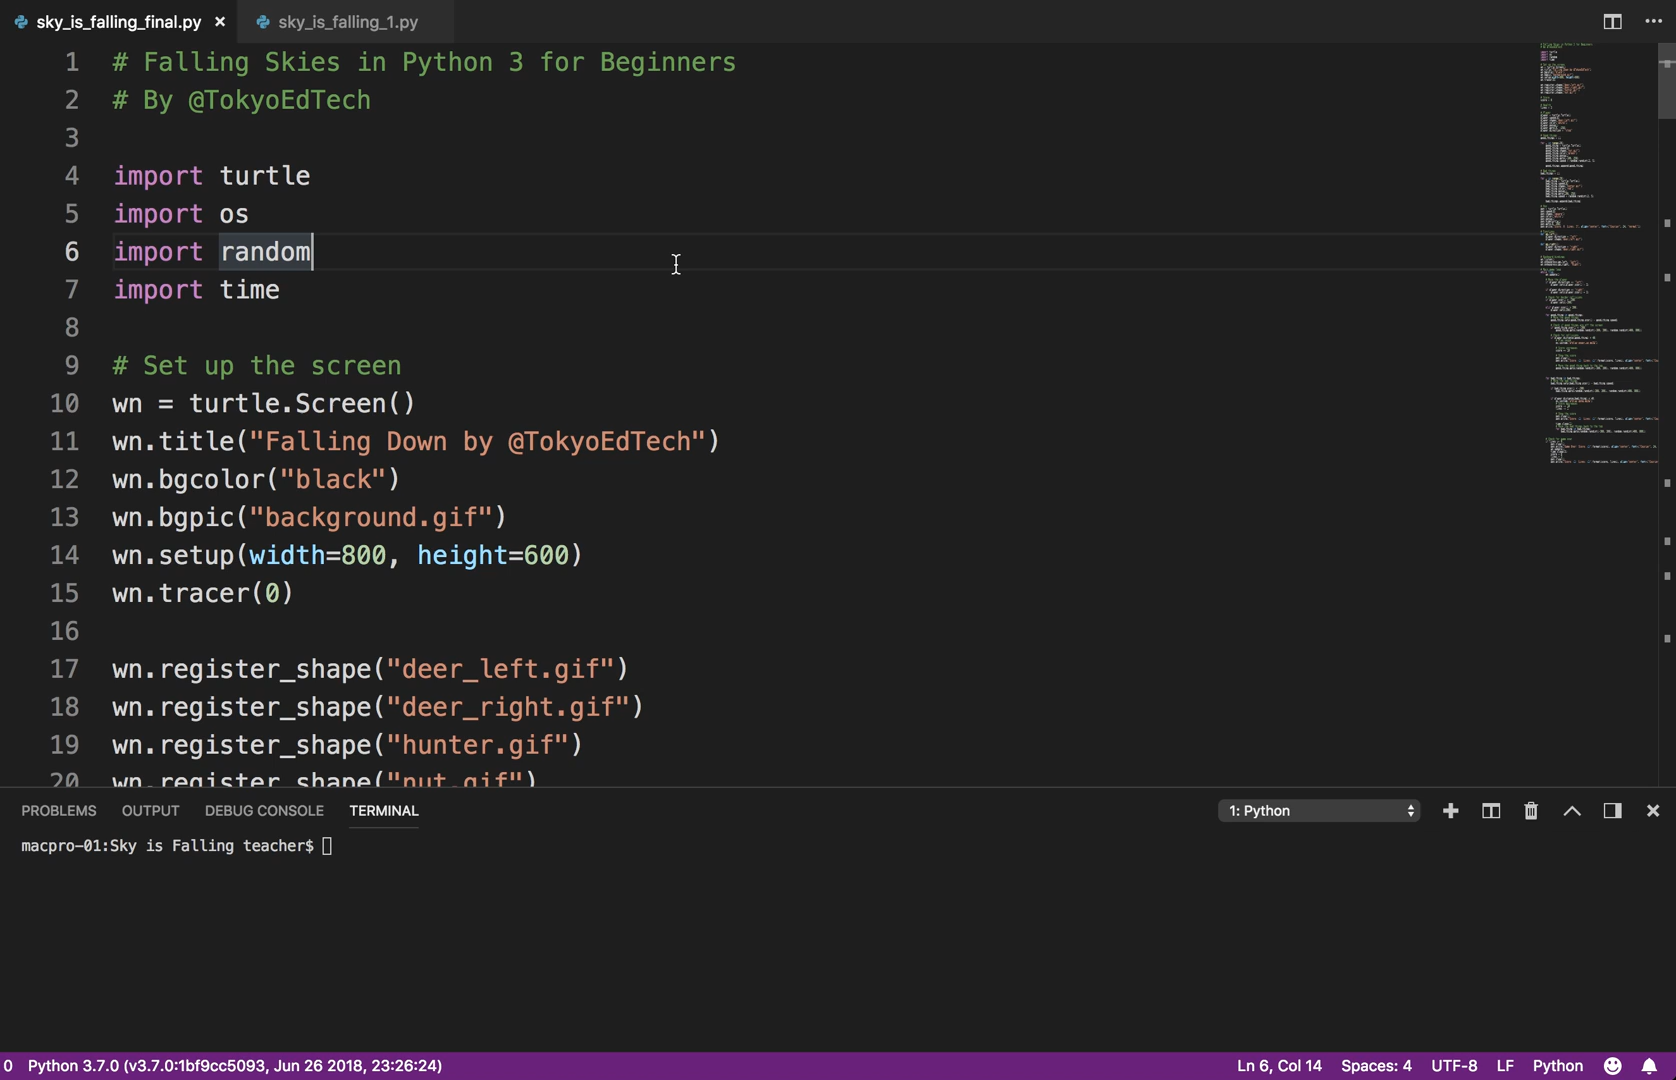 sky_is_falling_final.py sky_is_falling_1.py
1 # Falling Skies in Python 3 for Beginners
2 # By @TokyoEdTech
3
4 import turtle
5 import os
6 import random
7 import time
8
9 # Set up the screen
10 wn = turtle.Screen()
11 wn.title("Falling Down by @TokyoEdTech")
12 wn.bgcolor("black")
13 wn.bgpic("background.gif")
14 wn.setup(width=800, height=600)
15 wn.tracer(0)
16
17 wn.register_shape("deer_left.gif")
18 wn.register_shape("deer_right.gif")
19 wn.register_shape("hunter.gif")
20 wn.register_shape("nut.gif")
PROBLEMS OUTPUT DEBUG CONSOLE TERMINAL 1: Python
macpro-01:Sky is Falling teacher$
0 Python 3.7.0 (v3.7.0:1bf9cc5093, Jun 26 2018, 23:26:24) Ln 6, Col 14 Spaces: 4 UTF-8 LF Python